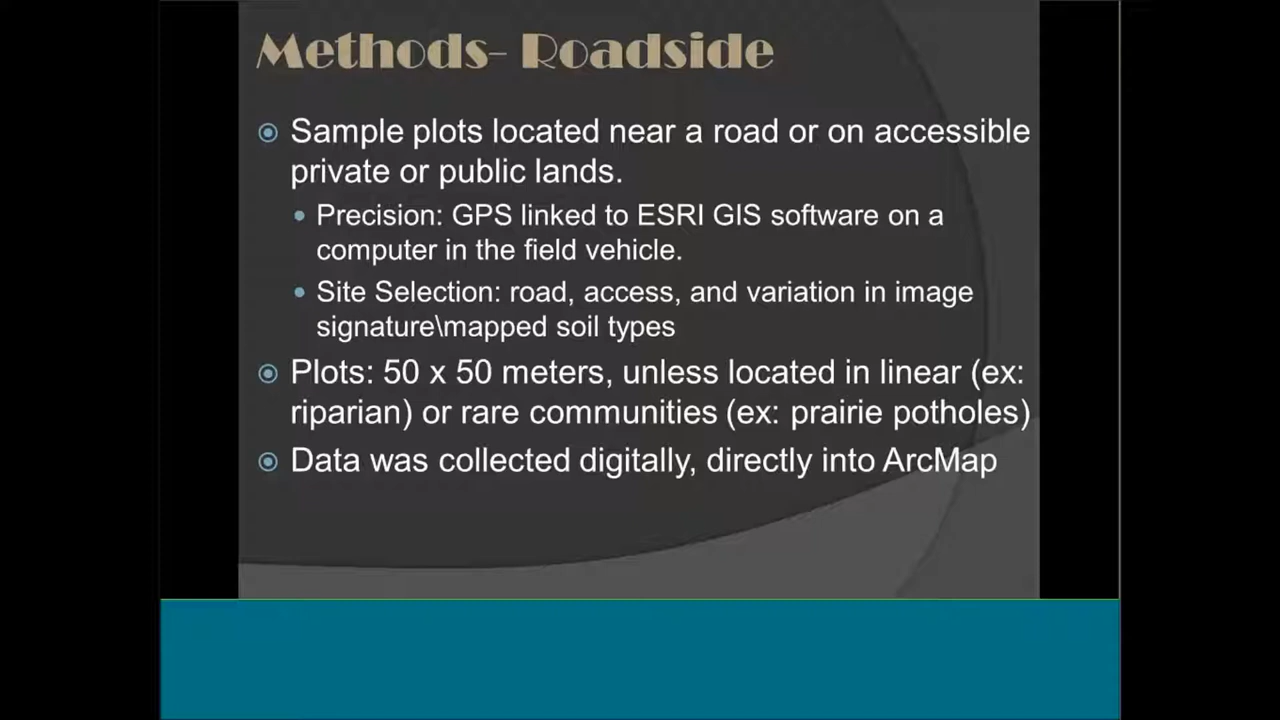 Methods- Roadside
Sample plots located near a road or on accessible
private or public lands.
Precision: GPS linked to ESRI GIS software on a
computer in the field vehicle.
Site Selection: road, access, and variation in image
signature\mapped soil types
Plots: 50 x 50 meters, unless located in linear (ex:
riparian) or rare communities (ex: prairie potholes)
Data was collected digitally, directly into ArcMap